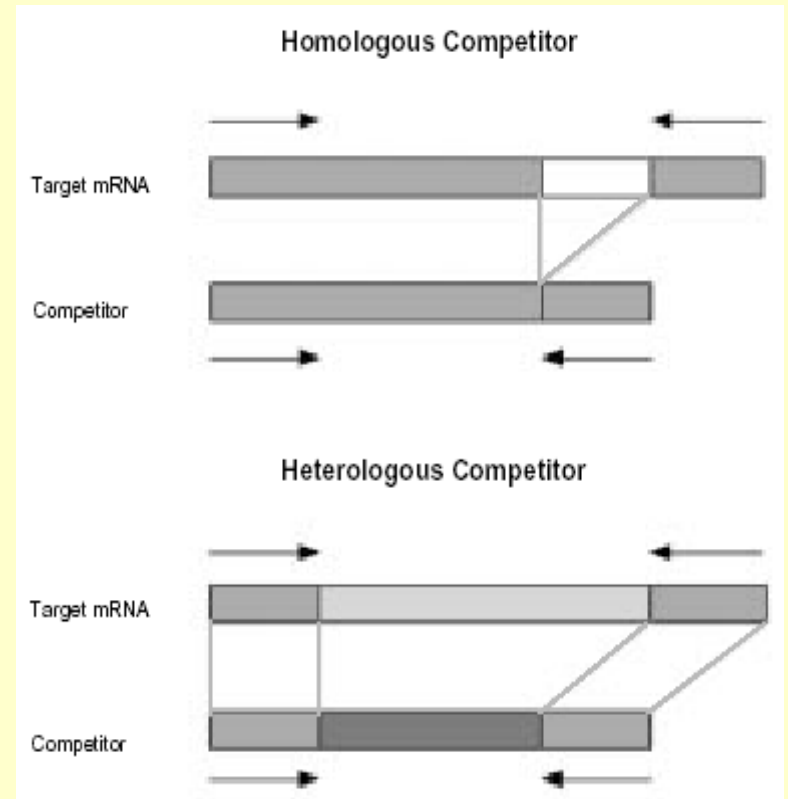 Homologous Competitor
Target mRNA
Competitor
Heterologous Competitor
Target mRNA
Competitor